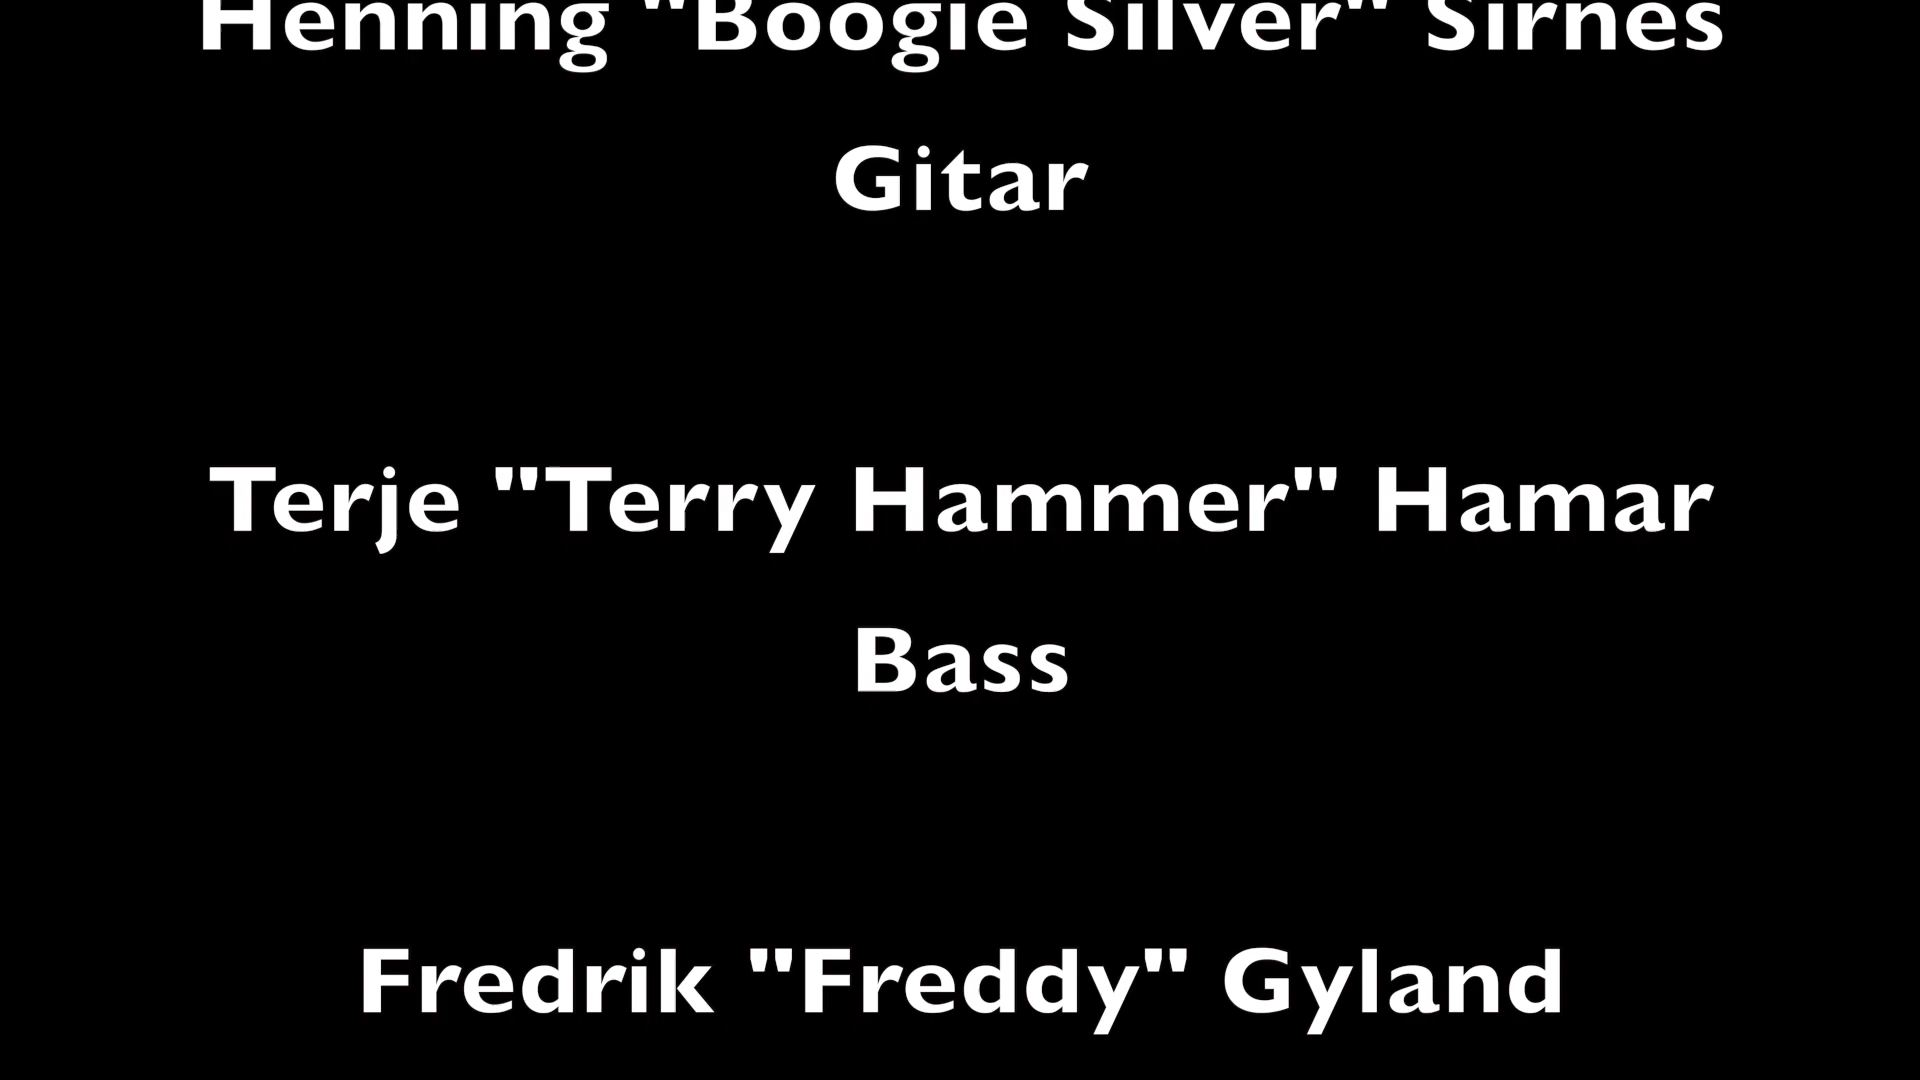 Henning "Boogie Silver" Sirnes
Gitar
Terje "Terry Hammer" Hamar
Bass
Fredrik "Freddy" Gyland